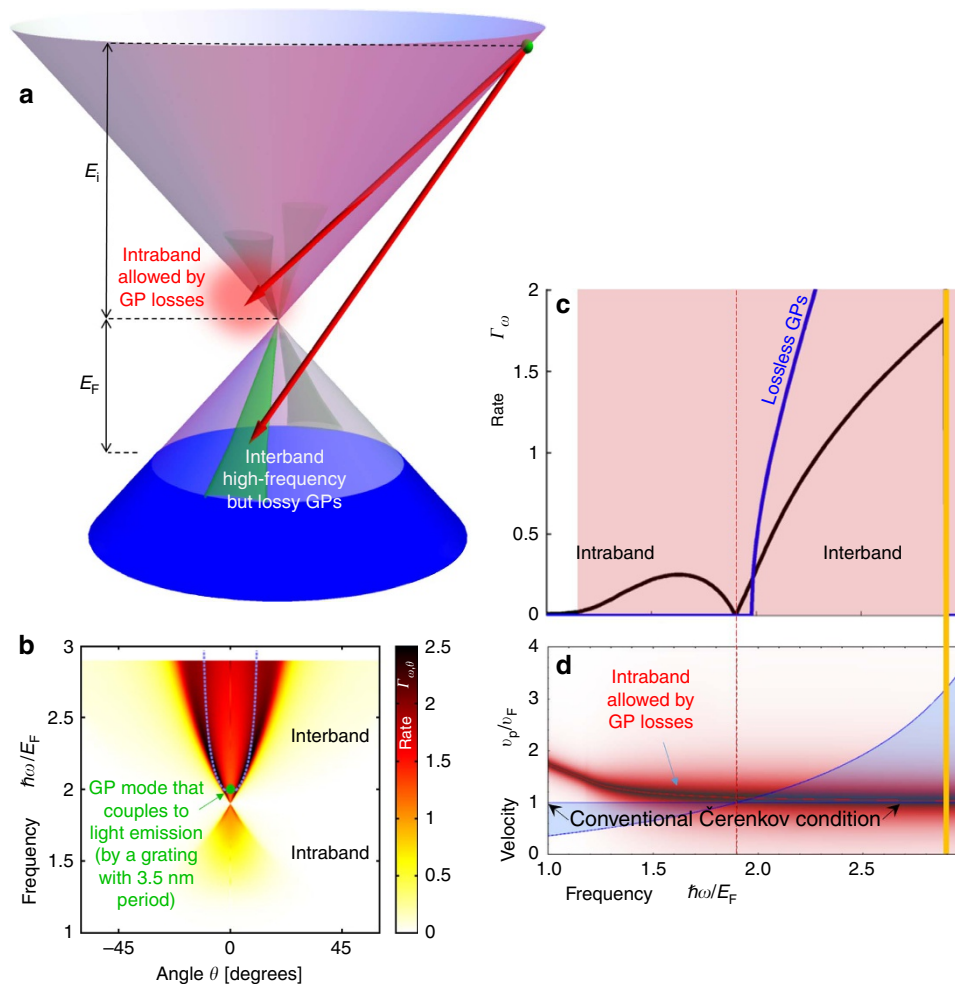 a
E_i
Intraband
allowed by
GP losses
E_F
Interband
high-frequency
but lossy GPs
b
3
2.5
2
1.5
1
Frequency ℏω/E_F
Interband
Intraband
GP mode that
couples to
light emission
(by a grating
with 3.5 nm
period)
−45
0
45
Angle θ [degrees]
2.5
2
1.5
1
0.5
0
Rate Γ_ω,θ
c
2
1.5
1
0.5
0
Rate Γ_ω
Lossless GPs
Intraband
Interband
d
4
3
2
1
0
Velocity v_p/v_F
Intraband
allowed by
GP losses
Conventional Čerenkov condition
1.0
1.5
2.0
2.5
Frequency ℏω/E_F